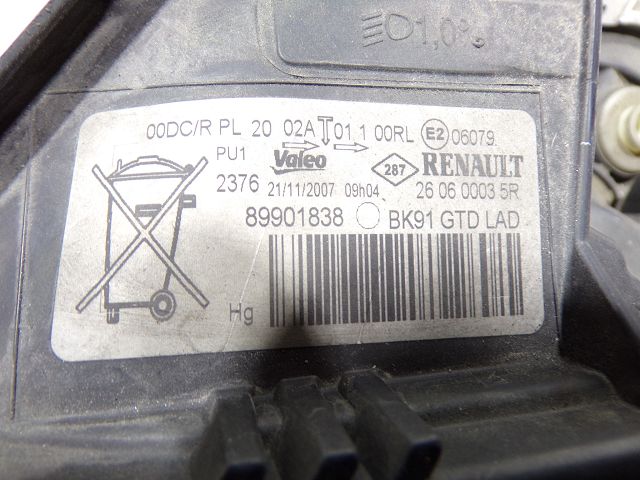 1,0%
00DC/R PL 20 02A 01 1 00RL E2 06079
PU1 Valeo 287 RENAULT
2376 21/11/2007 09h04 26 06 0003 5R
89901838 BK91 GTD LAD
Hg